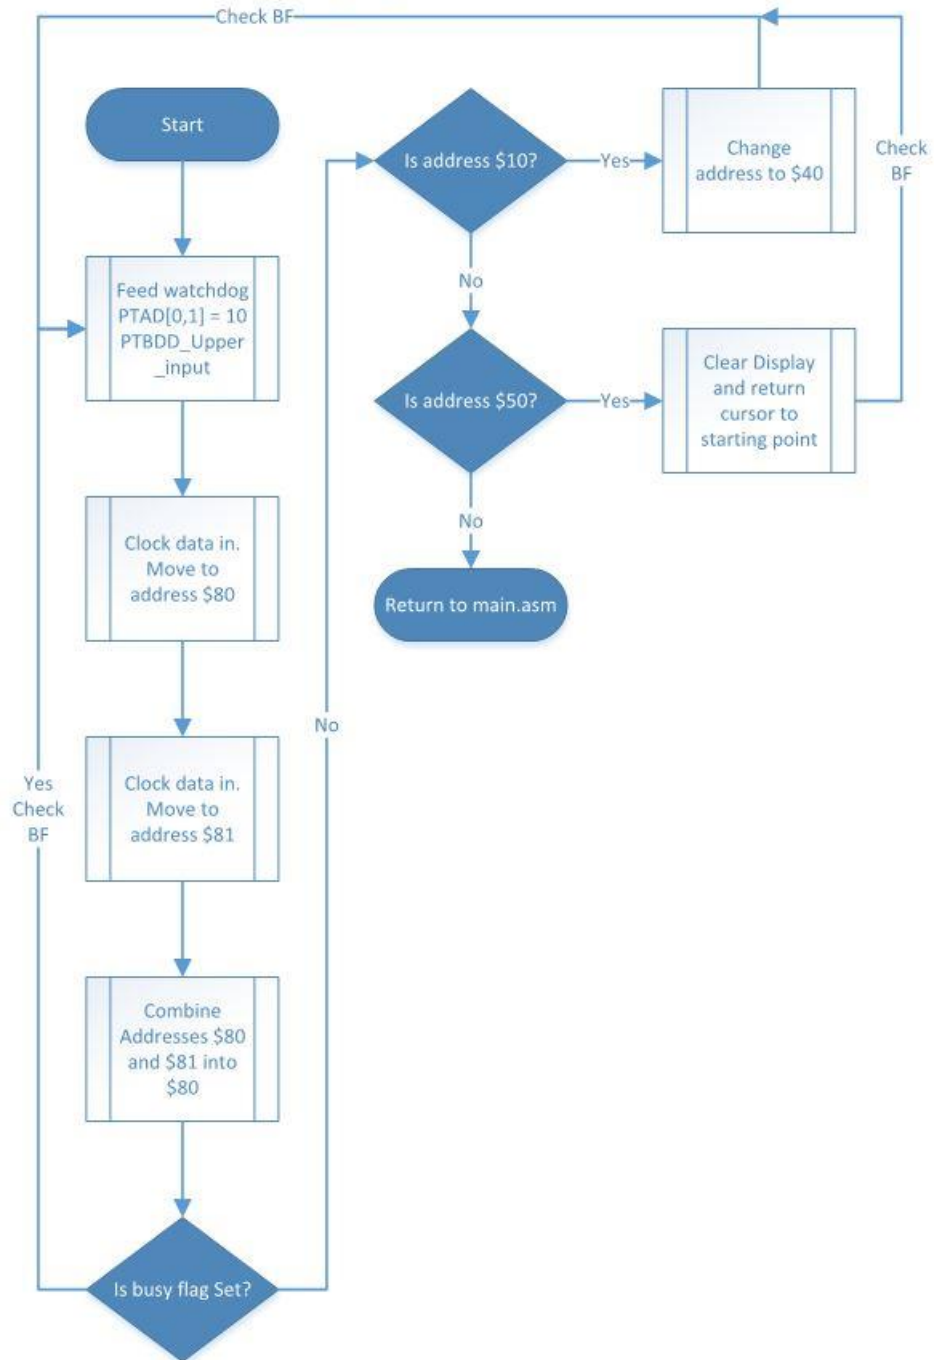 Check BF
Start
Feed watchdog
PTAD[0,1] = 10
PTBDD_Upper
_input
Clock data in.
Move to
address $80
Clock data in.
Move to
address $81
Combine
Addresses $80
and $81 into
$80
Is busy flag Set?
Yes
Check
BF
No
Is address $10?
Yes
Change
address to $40
Check
BF
No
Is address $50?
Yes
Clear Display
and return
cursor to
starting point
No
Return to main.asm